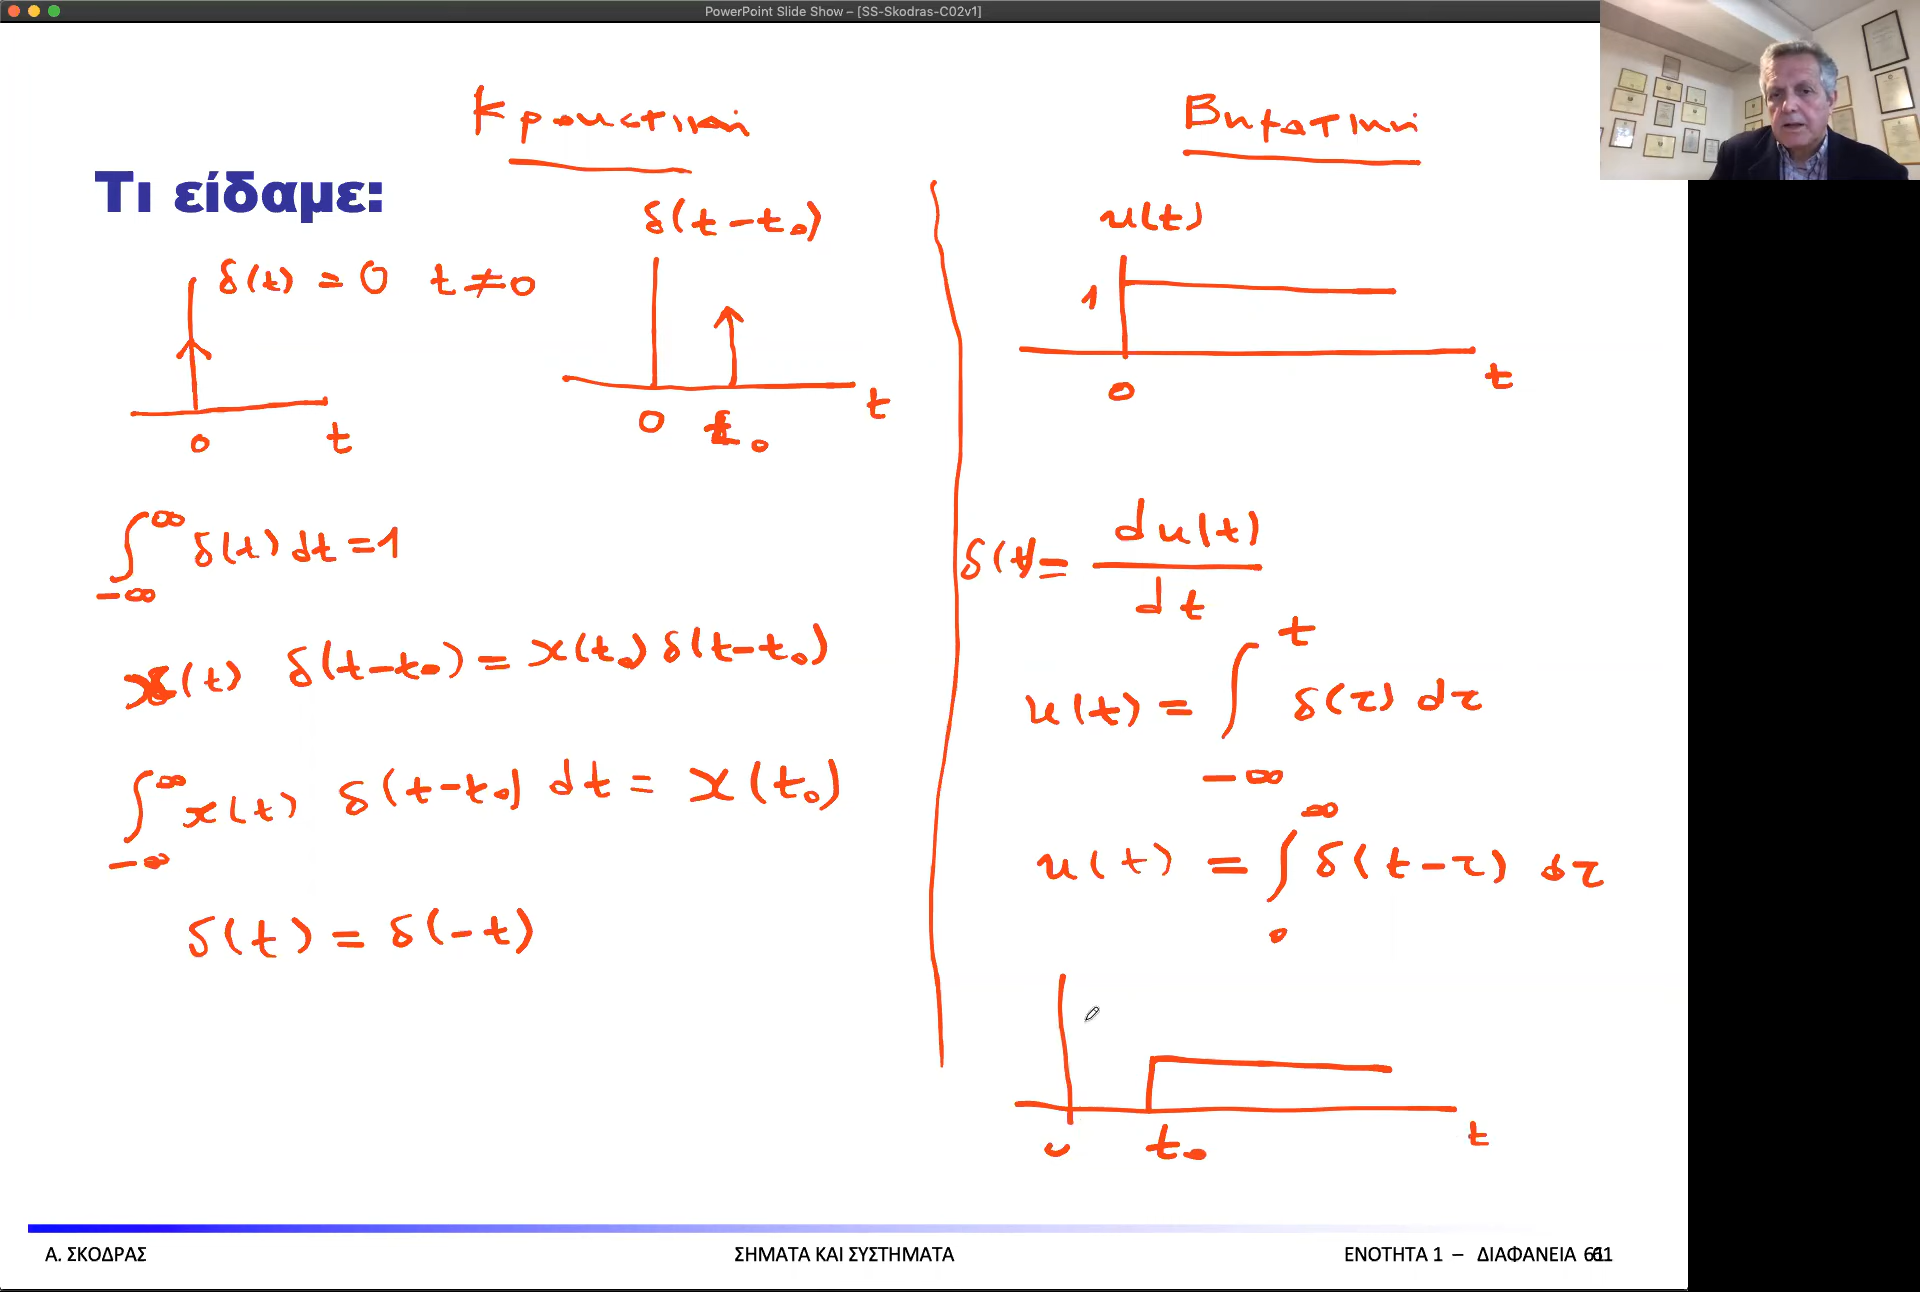 PowerPoint Slide Show – [SS-Skodras-C02v1]
Κρουστική
Βηματική
Τι είδαμε:
δ(t) = 0 t ≠ 0
0 t
δ(t-t₀)
0 t₀ t
∫_{-∞}^{∞} δ(t) dt = 1
x(t) δ(t-t₀) = x(t₀) δ(t-t₀)
∫_{-∞}^{∞} x(t) δ(t-t₀) dt = x(t₀)
δ(t) = δ(-t)
u(t)
1
0 t
δ(t) = du(t)/dt
u(t) = ∫_{-∞}^{t} δ(τ) dτ
u(t) = ∫_{0}^{∞} δ(t-τ) dτ
0 t₀ t
Α. ΣΚΟΔΡΑΣ
ΣΗΜΑΤΑ ΚΑΙ ΣΥΣΤΗΜΑΤΑ
ΕΝΟΤΗΤΑ 1 – ΔΙΑΦΑΝΕΙΑ